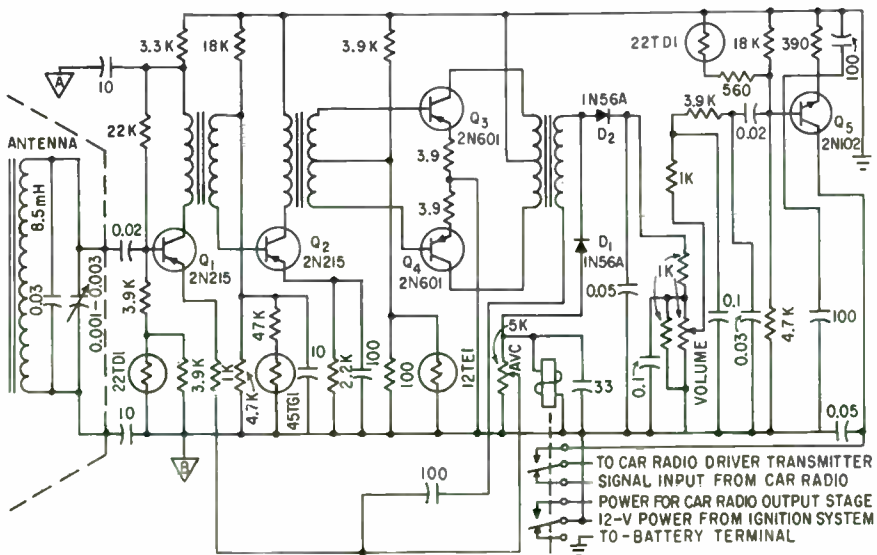 3.3K
18K
3.9K
22TD1
18K
390
100
A
10
560
1N56A
D2
3.9K
0.02
Q5
2N102
22K
Q3
2N601
ANTENNA
3.9
3.9
1K
8.5mH
0.02
Q1
2N215
Q2
2N215
Q4
2N601
D1
1N56A
0.03
0.001-0.003
3.9K
0.05
1K
0.1
0.03
4.7K
100
22TD1
3.9K
1K
4.7K
47K
45TG1
10
2.2K
100
100
12TE1
5K
AVC
33
0.1
VOLUME
10
B
0.05
100
TO CAR RADIO DRIVER TRANSMITTER
SIGNAL INPUT FROM CAR RADIO
POWER FOR CAR RADIO OUTPUT STAGE
12-V POWER FROM IGNITION SYSTEM
TO-BATTERY TERMINAL